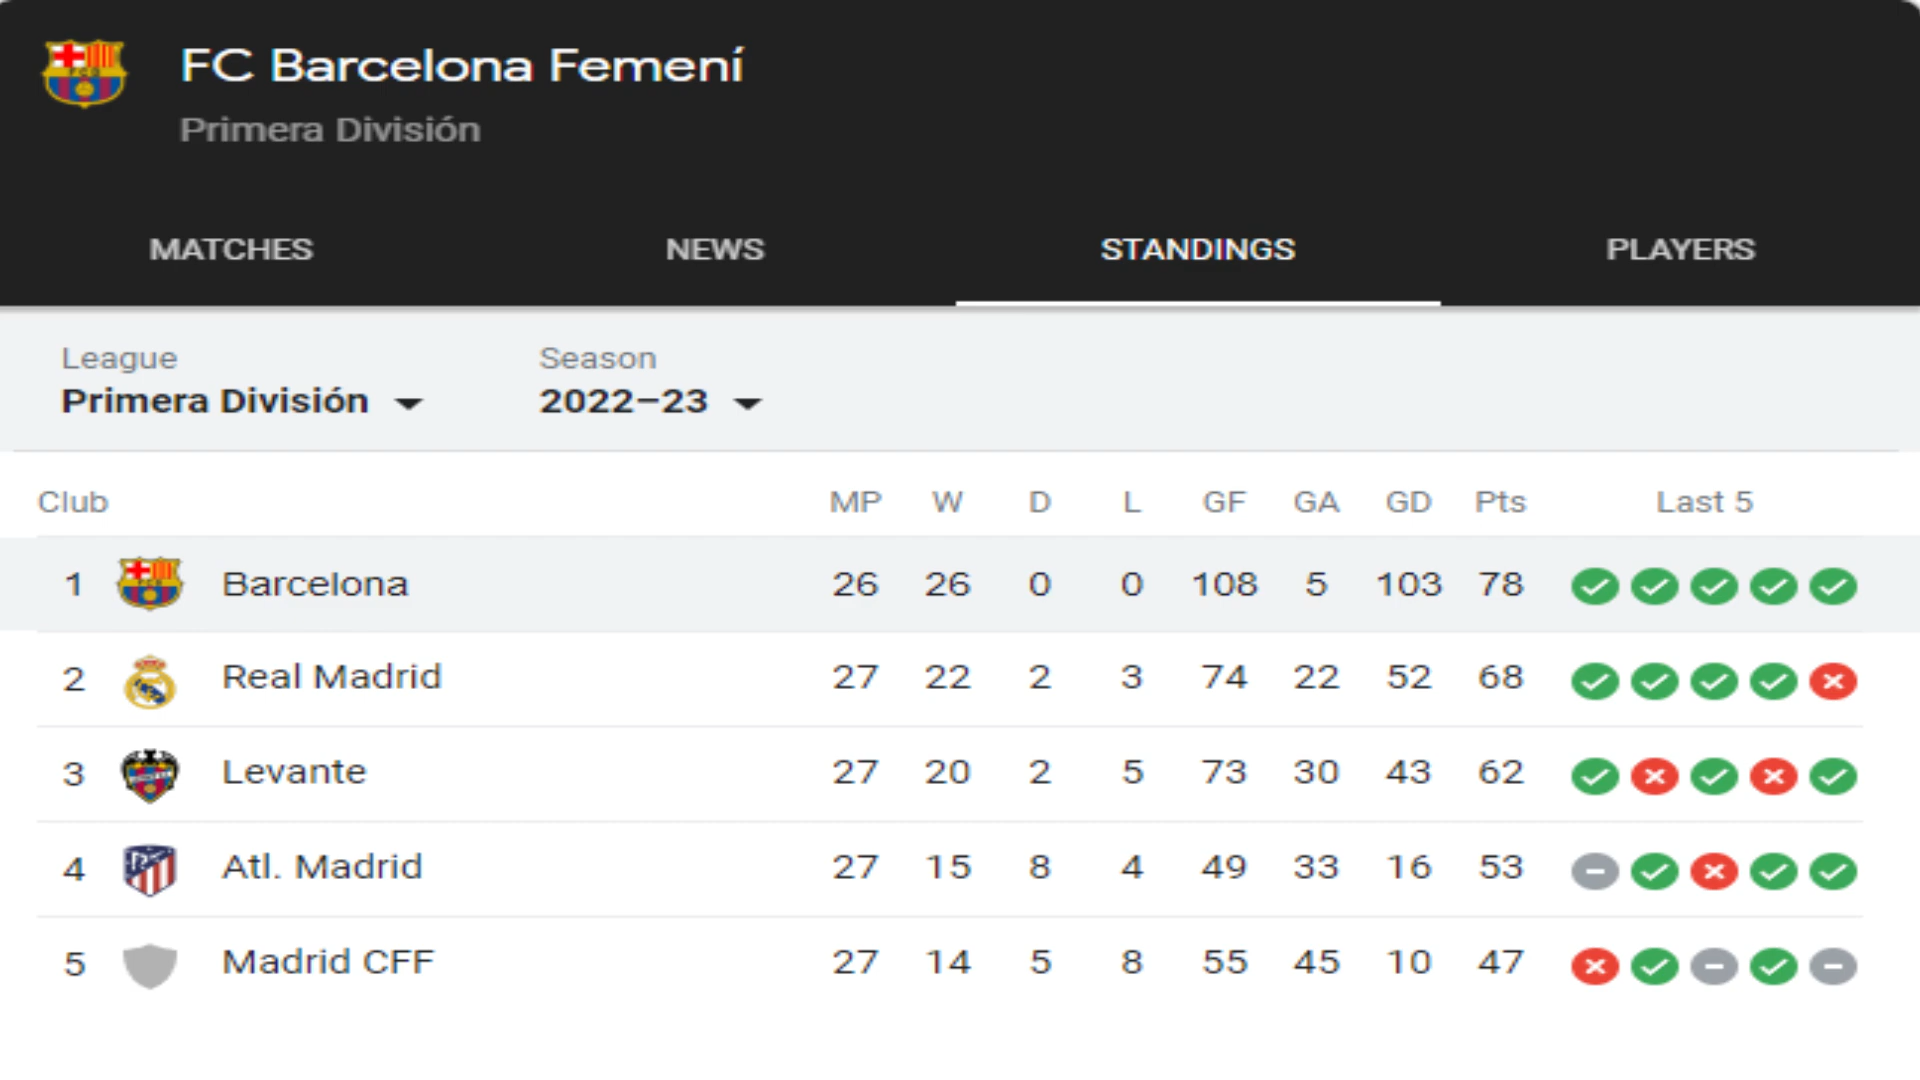 FC Barcelona Femení
Primera División
MATCHES NEWS STANDINGS PLAYERS
League Season
Primera División 2022–23
Club MP W D L GF GA GD Pts Last 5
1 Barcelona 26 26 0 0 108 5 103 78
2 Real Madrid 27 22 2 3 74 22 52 68
3 Levante 27 20 2 5 73 30 43 62
4 Atl. Madrid 27 15 8 4 49 33 16 53
5 Madrid CFF 27 14 5 8 55 45 10 47